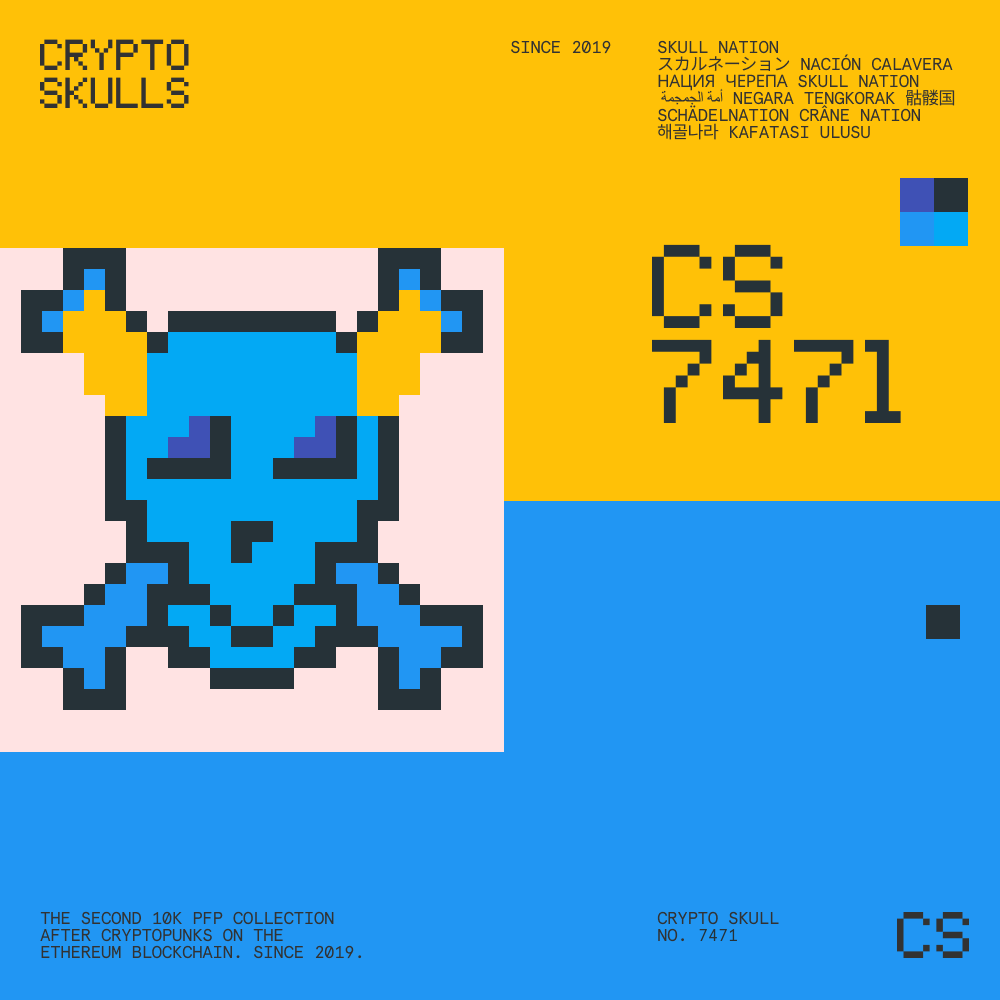 CRYPTO
SKULLS
SINCE 2019
SKULL NATION
スカルネーション NACIÓN CALAVERA
НАЦИЯ ЧЕРЕПА SKULL NATION
أمة الجمجمة NEGARA TENGKORAK 骷髅国
SCHÄDELNATION CRÂNE NATION
해골나라 KAFATASI ULUSU
CS
7471
THE SECOND 10K PFP COLLECTION
AFTER CRYPTOPUNKS ON THE
ETHEREUM BLOCKCHAIN. SINCE 2019.
CRYPTO SKULL
NO. 7471
CS